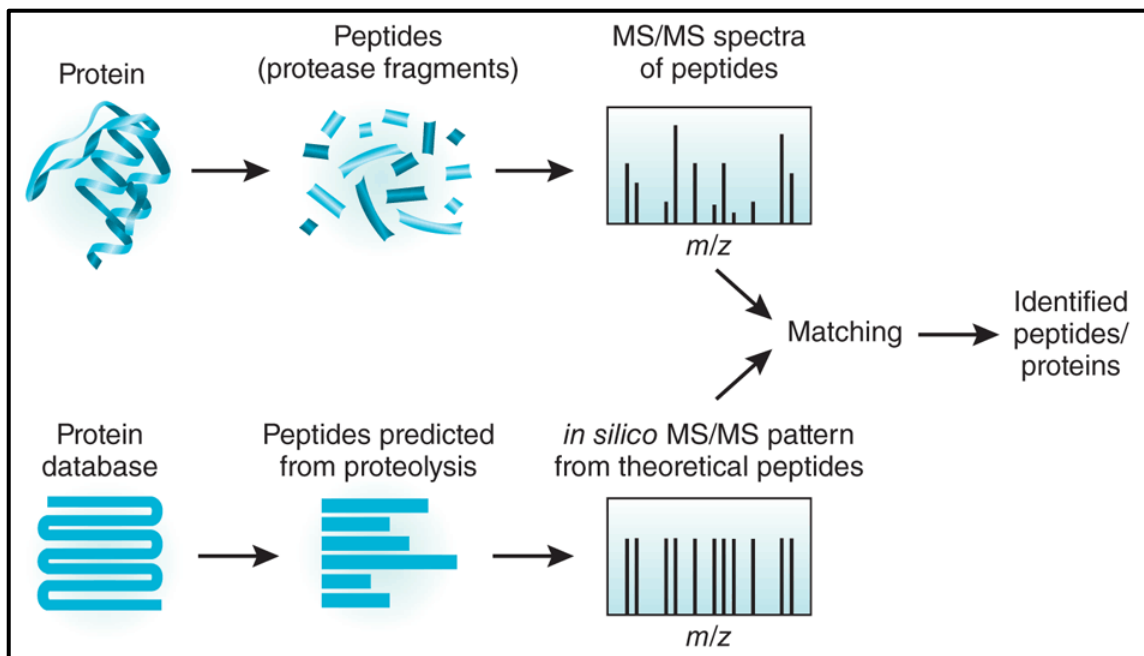 Protein
Peptides
(protease fragments)
MS/MS spectra
of peptides
m/z
Matching
Identified
peptides/
proteins
Protein
database
Peptides predicted
from proteolysis
in silico MS/MS pattern
from theoretical peptides
m/z